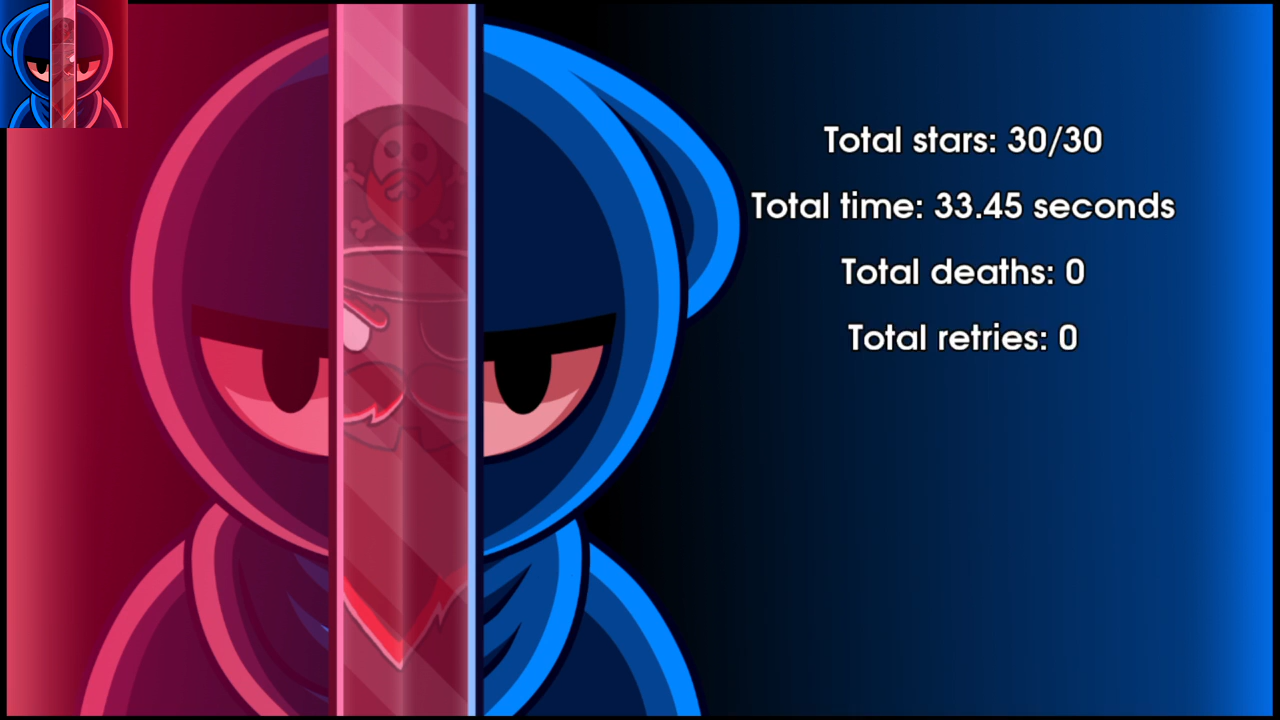 Total stars: 30/30
Total time: 33.45 seconds
Total deaths: 0
Total retries: 0